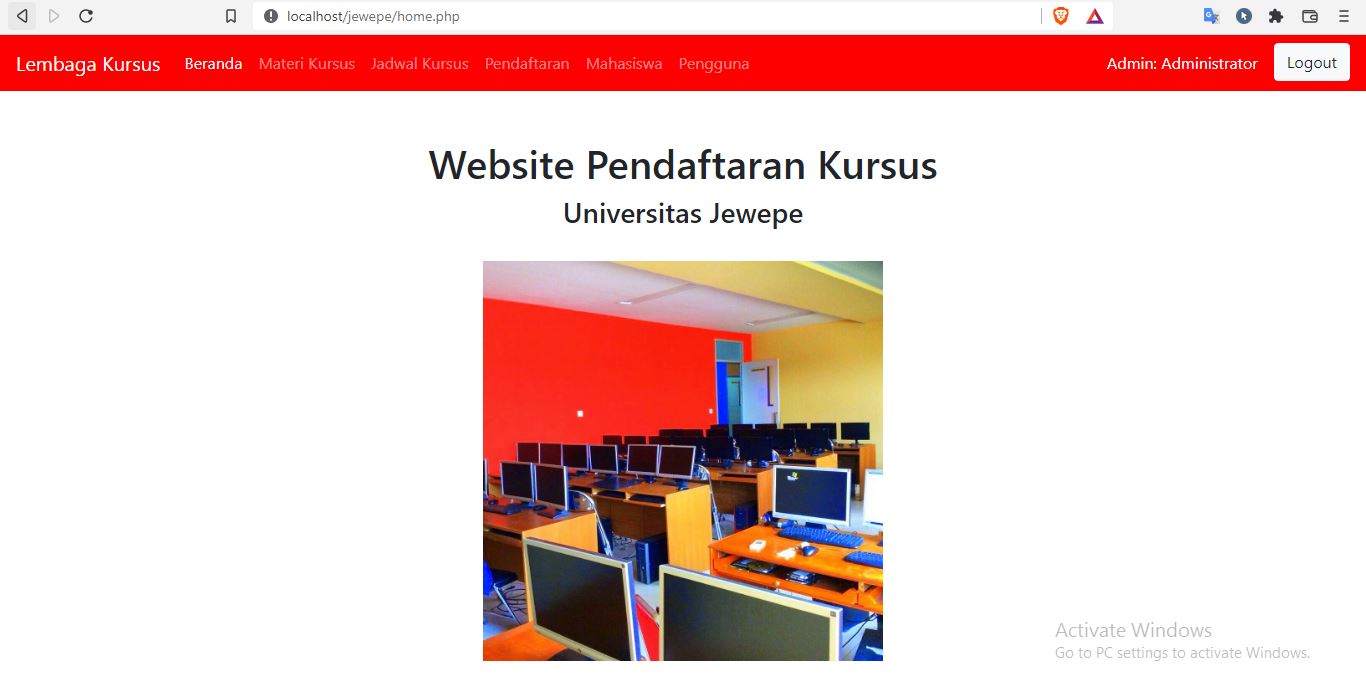 localhost/jewepe/home.php
Lembaga Kursus Beranda Materi Kursus Jadwal Kursus Pendaftaran Mahasiswa Pengguna Admin: Administrator Logout
Website Pendaftaran Kursus
Universitas Jewepe
Activate Windows
Go to PC settings to activate Windows.